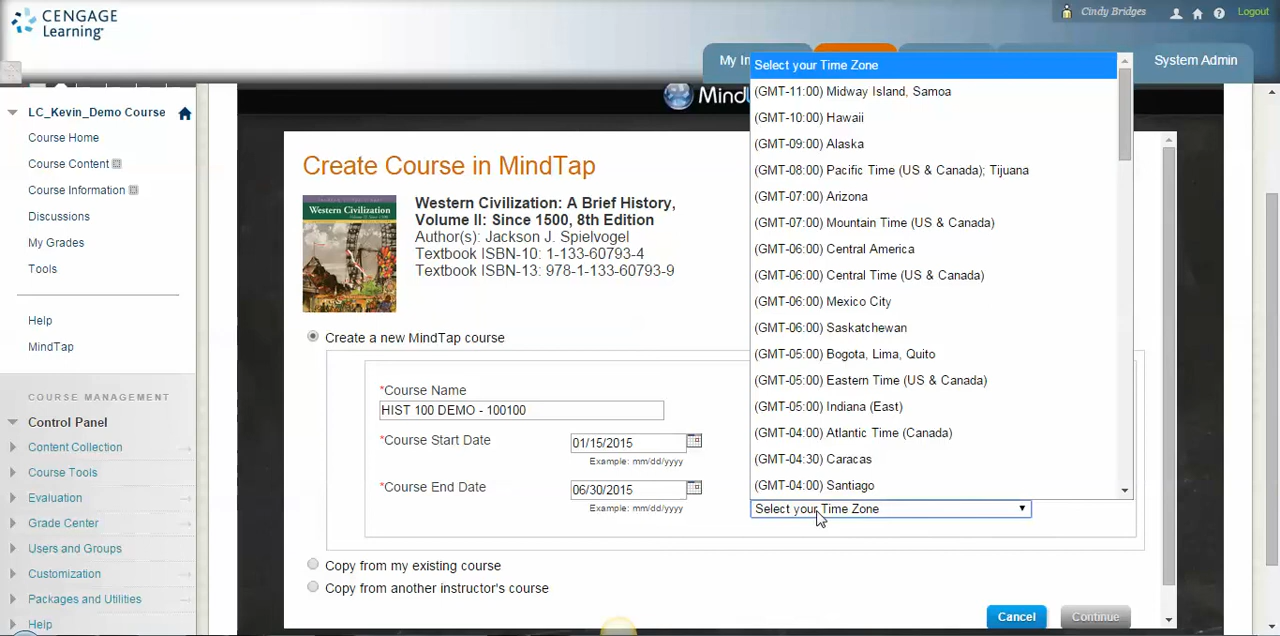 CENGAGE
Learning
Cindy Bridges
Logout
System Admin
LC_Kevin_Demo Course
Course Home
Course Content
Course Information
Discussions
My Grades
Tools
Help
MindTap
COURSE MANAGEMENT
Control Panel
Content Collection
Course Tools
Evaluation
Grade Center
Users and Groups
Customization
Packages and Utilities
Help
Create Course in MindTap
Western Civilization
Western Civilization: A Brief History,
Volume II: Since 1500, 8th Edition
Author(s): Jackson J. Spielvogel
Textbook ISBN-10: 1-133-60793-4
Textbook ISBN-13: 978-1-133-60793-9
Create a new MindTap course
*Course Name
HIST 100 DEMO - 100100
*Course Start Date
01/15/2015
Example: mm/dd/yyyy
*Course End Date
06/30/2015
Example: mm/dd/yyyy
Select your Time Zone
(GMT-11:00) Midway Island, Samoa
(GMT-10:00) Hawaii
(GMT-09:00) Alaska
(GMT-08:00) Pacific Time (US & Canada); Tijuana
(GMT-07:00) Arizona
(GMT-07:00) Mountain Time (US & Canada)
(GMT-06:00) Central America
(GMT-06:00) Central Time (US & Canada)
(GMT-06:00) Mexico City
(GMT-06:00) Saskatchewan
(GMT-05:00) Bogota, Lima, Quito
(GMT-05:00) Eastern Time (US & Canada)
(GMT-05:00) Indiana (East)
(GMT-04:00) Atlantic Time (Canada)
(GMT-04:30) Caracas
(GMT-04:00) Santiago
Select your Time Zone
Copy from my existing course
Copy from another instructor's course
Cancel
Continue